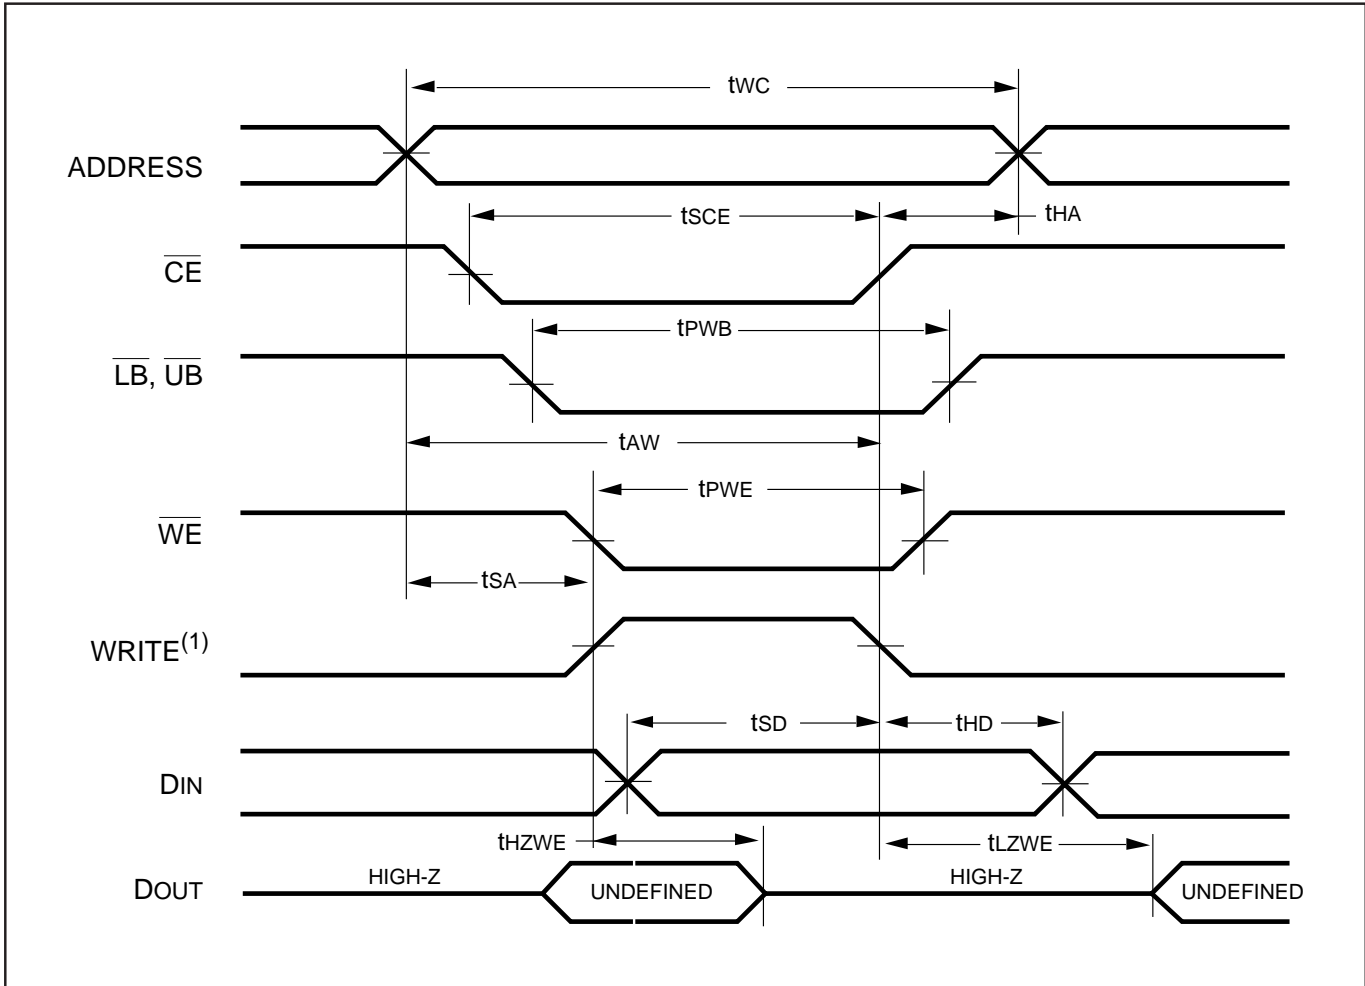 tWC
ADDRESS
tSCE
tHA
CE
tPWB
LB, UB
tAW
tPWE
WE
tSA
WRITE(1)
tSD
tHD
DIN
tHZWE
tLZWE
DOUT
HIGH-Z
UNDEFINED
HIGH-Z
UNDEFINED